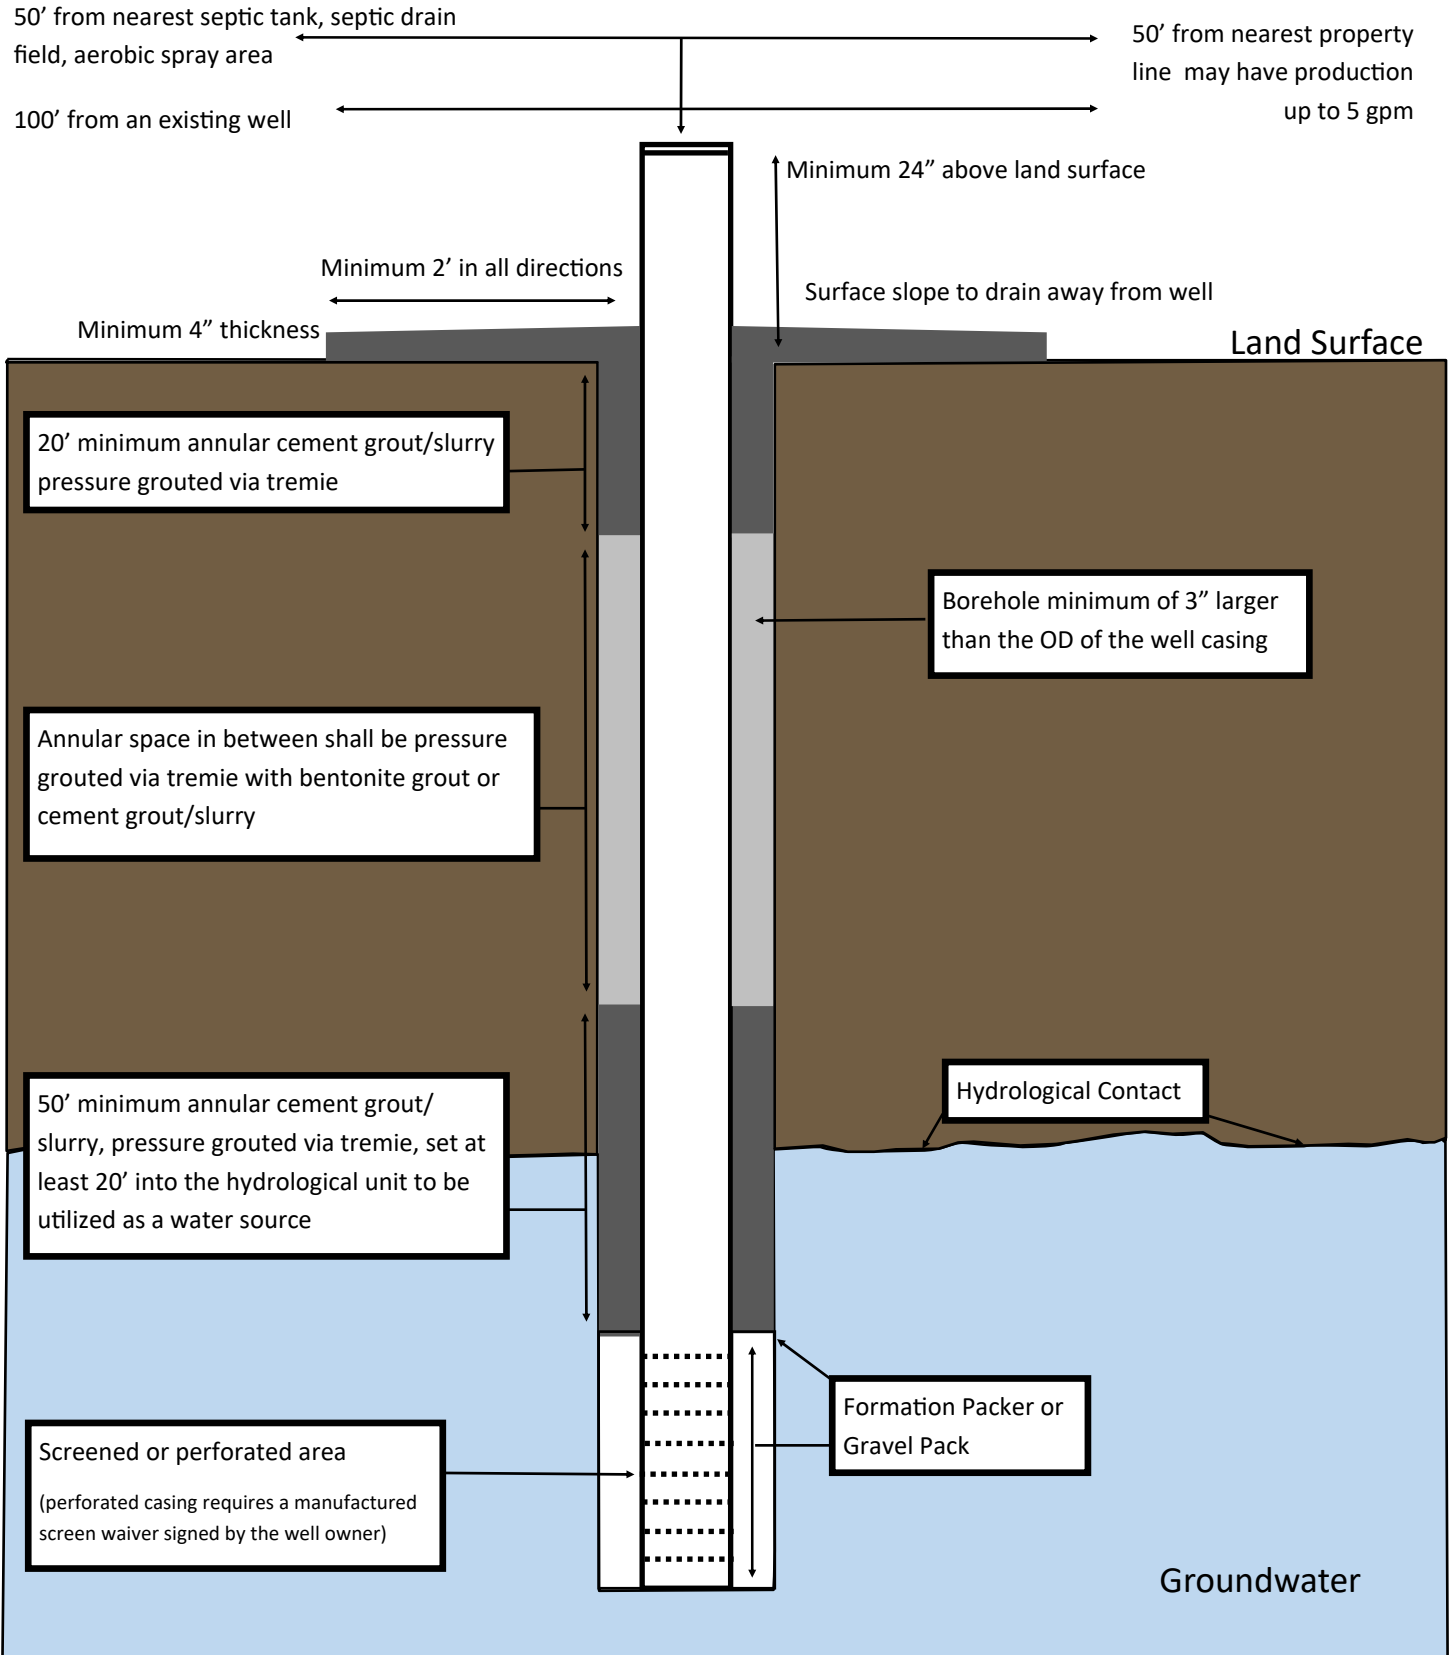 50’ from nearest septic tank, septic drain
field, aerobic spray area
50’ from nearest property
line  may have production
up to 5 gpm
100’ from an existing well
Minimum 24” above land surface
Minimum 2’ in all directions
Surface slope to drain away from well
Minimum 4” thickness
Land Surface
20’ minimum annular cement grout/slurry
pressure grouted via tremie
Borehole minimum of 3” larger
than the OD of the well casing
Annular space in between shall be pressure
grouted via tremie with bentonite grout or
cement grout/slurry
50’ minimum annular cement grout/
slurry, pressure grouted via tremie, set at
least 20’ into the hydrological unit to be
utilized as a water source
Hydrological Contact
Formation Packer or
Gravel Pack
Screened or perforated area
(perforated casing requires a manufactured
screen waiver signed by the well owner)
Groundwater